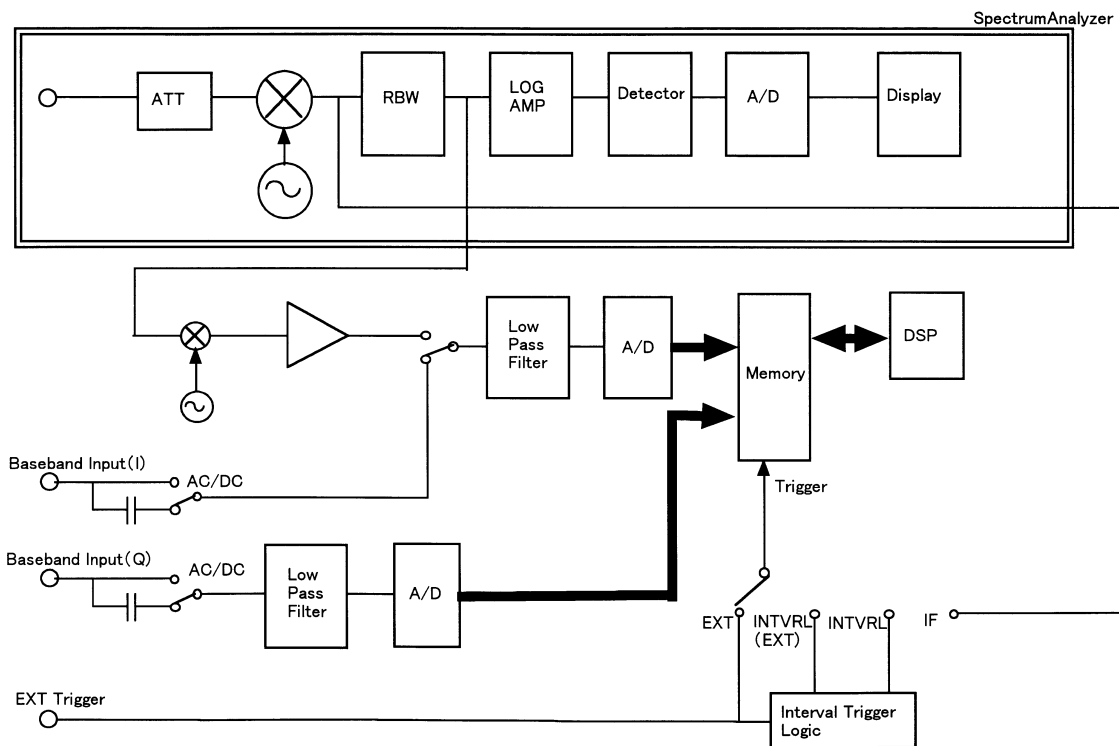 SpectrumAnalyzer
ATT
RBW
LOG
AMP
Detector
A/D
Display
Low
Pass
Filter
A/D
Memory
DSP
Baseband Input(I)
AC/DC
Trigger
Baseband Input(Q)
AC/DC
Low
Pass
Filter
A/D
EXT
INTVRL
(EXT)
INTVRL
IF
EXT Trigger
Interval Trigger
Logic